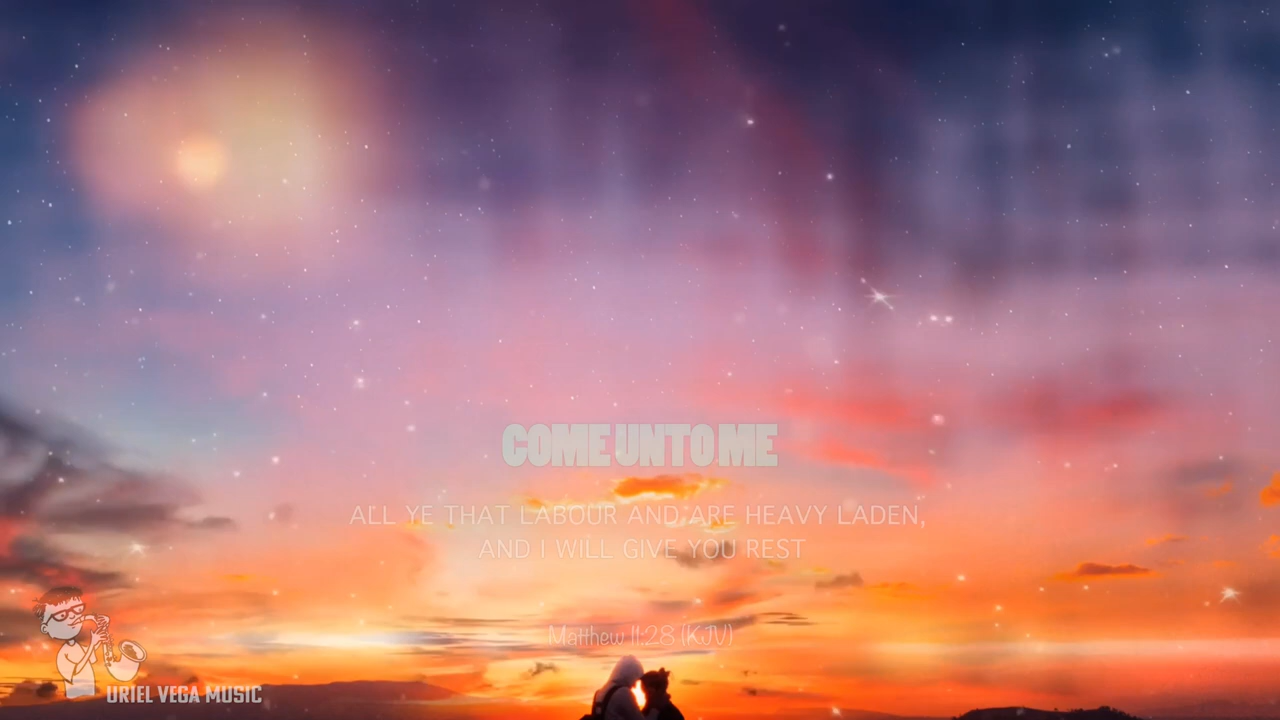 COME UNTO ME
ALL YE THAT LABOUR AND ARE HEAVY LADEN,
AND I WILL GIVE YOU REST
Matthew 11:28 (KJV)
URIEL VEGA MUSIC